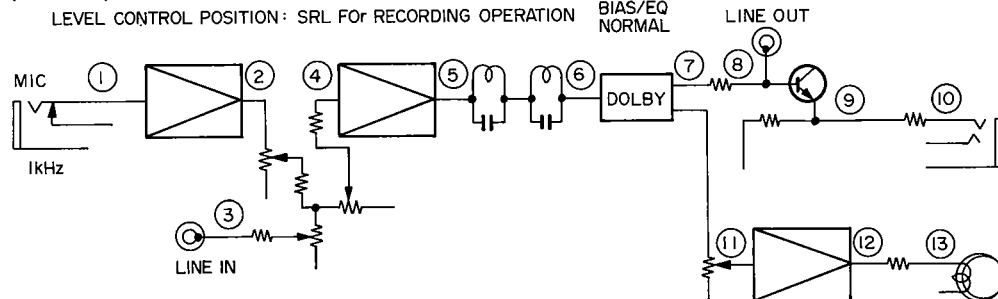 LEVEL CONTROL POSITION: SRL FOr RECORDING OPERATION
BIAS/EQ
NORMAL
LINE OUT
MIC
1
2
4
5
6
7
8
9
10
DOLBY
1kHz
3
LINE IN
11
12
13